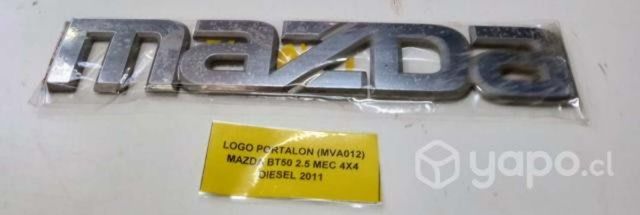 mazDa
LOGO PORTALON (MVA012)
MAZDA BT50 2.5 MEC 4X4
DIESEL 2011
yapo.cl